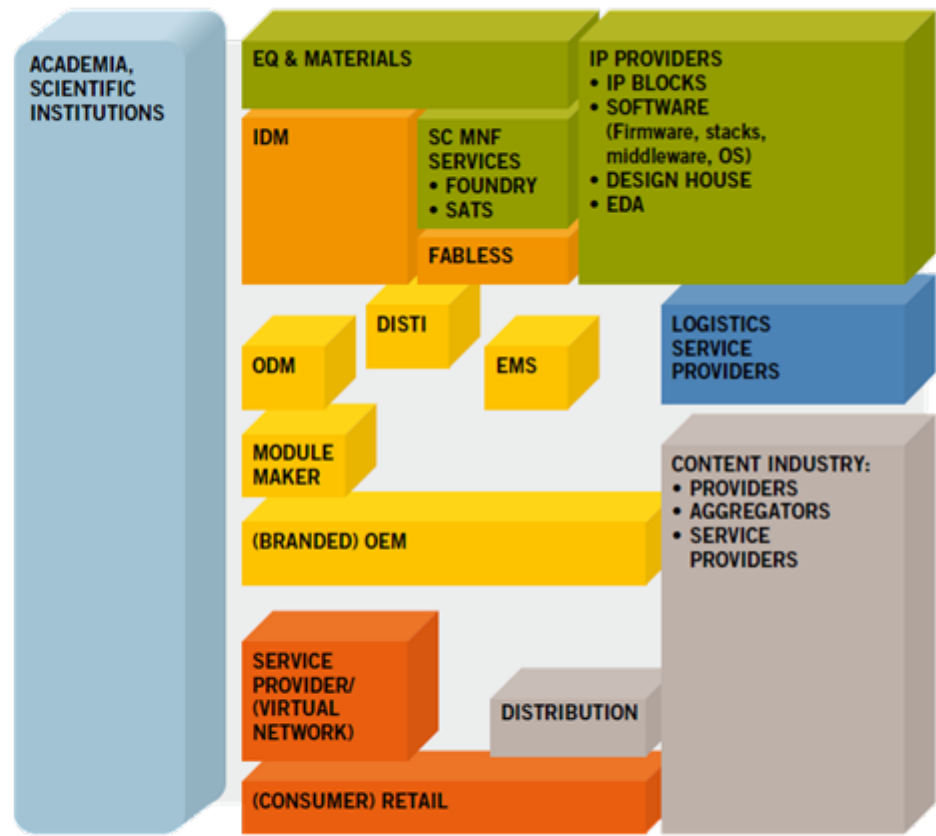 ACADEMIA,
SCIENTIFIC
INSTITUTIONS
EQ & MATERIALS
IP PROVIDERS
• IP BLOCKS
• SOFTWARE
(Firmware, stacks,
middleware, OS)
• DESIGN HOUSE
• EDA
IDM
SC MNF
SERVICES
• FOUNDRY
• SATS
FABLESS
DISTI
ODM
EMS
LOGISTICS
SERVICE
PROVIDERS
MODULE
MAKER
(BRANDED) OEM
CONTENT INDUSTRY:
• PROVIDERS
• AGGREGATORS
• SERVICE
PROVIDERS
SERVICE
PROVIDER/
(VIRTUAL
NETWORK)
DISTRIBUTION
(CONSUMER) RETAIL